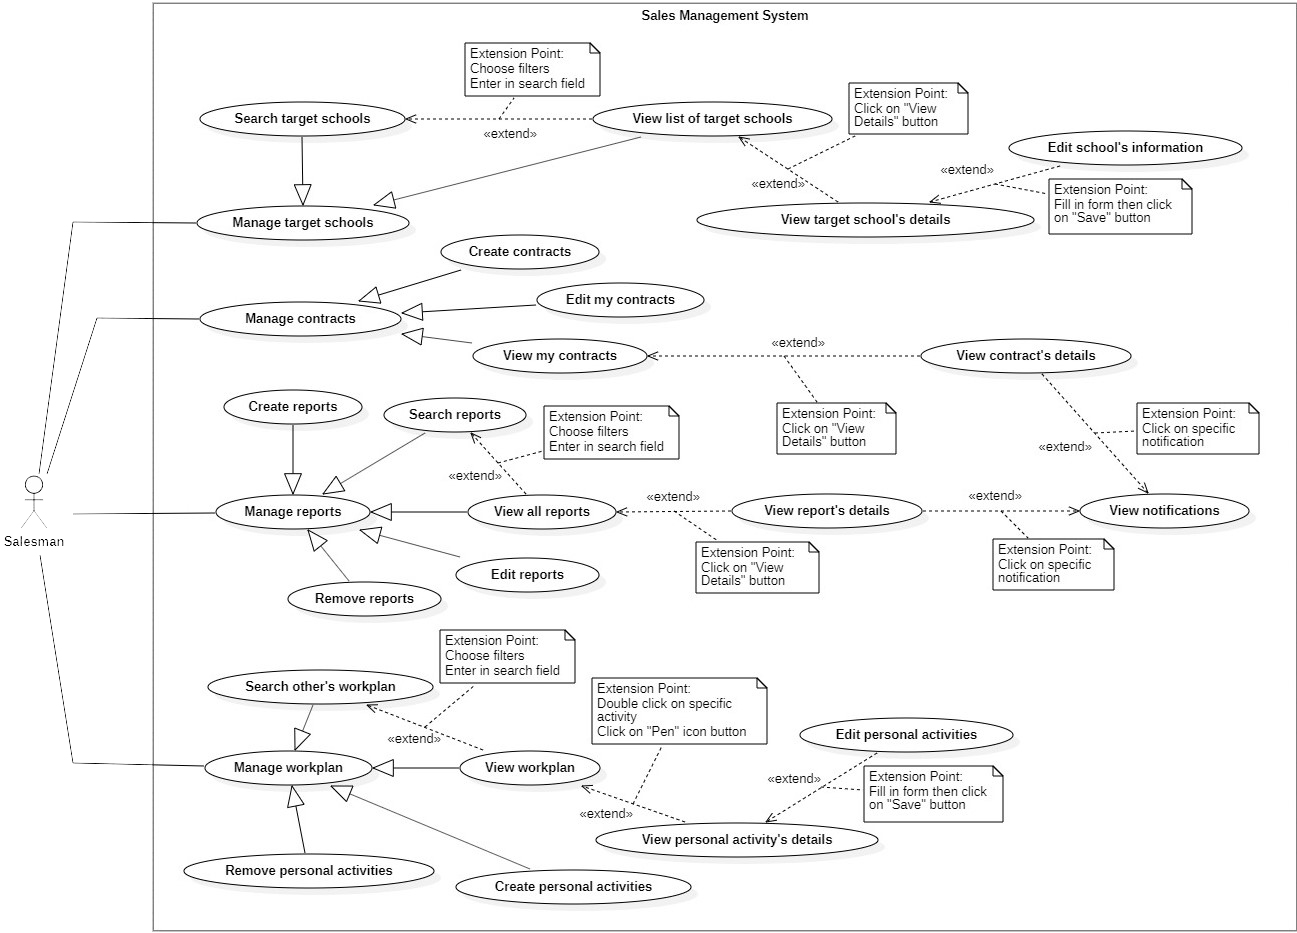 Sales Management System
Extension Point:
Choose filters
Enter in search field
Search target schools
«extend»
View list of target schools
Extension Point:
Click on "View
Details" button
Edit school's information
«extend»
«extend»
Extension Point:
Fill in form then click
on "Save" button
Manage target schools
View target school's details
Create contracts
Edit my contracts
Manage contracts
View my contracts
«extend»
View contract's details
Extension Point:
Click on "View
Details" button
Extension Point:
Click on specific
notification
«extend»
Create reports
Search reports
Extension Point:
Choose filters
Enter in search field
«extend»
Manage reports
View all reports
«extend»
View report's details
«extend»
View notifications
Extension Point:
Click on "View
Details" button
Extension Point:
Click on specific
notification
Salesman
Edit reports
Remove reports
Extension Point:
Choose filters
Enter in search field
Search other's workplan
«extend»
Extension Point:
Double click on specific
activity
Click on "Pen" icon button
Edit personal activities
Manage workplan
View workplan
«extend»
Extension Point:
Fill in form then click
on "Save" button
«extend»
View personal activity's details
Remove personal activities
Create personal activities